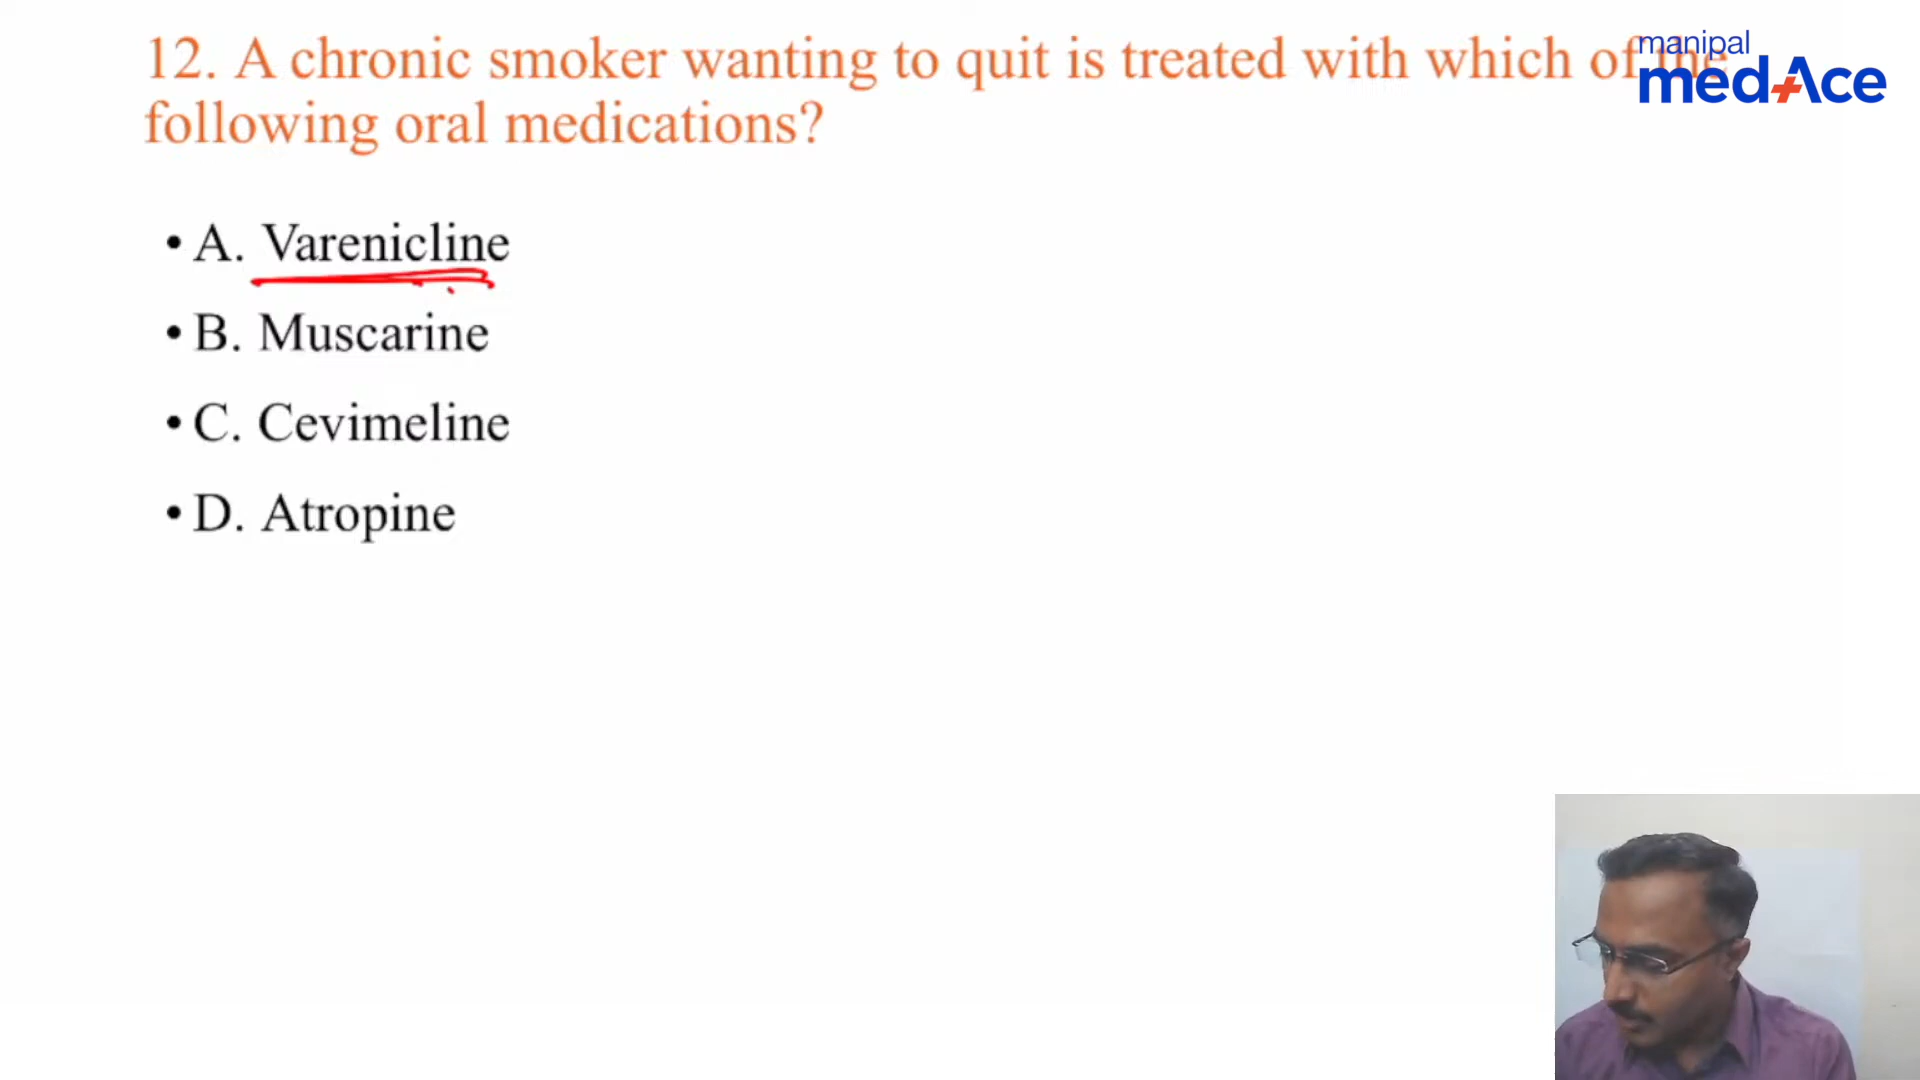 12. A chronic smoker wanting to quit is treated with which of the
following oral medications?
manipal
medAce
• A. Varenicline
• B. Muscarine
• C. Cevimeline
• D. Atropine